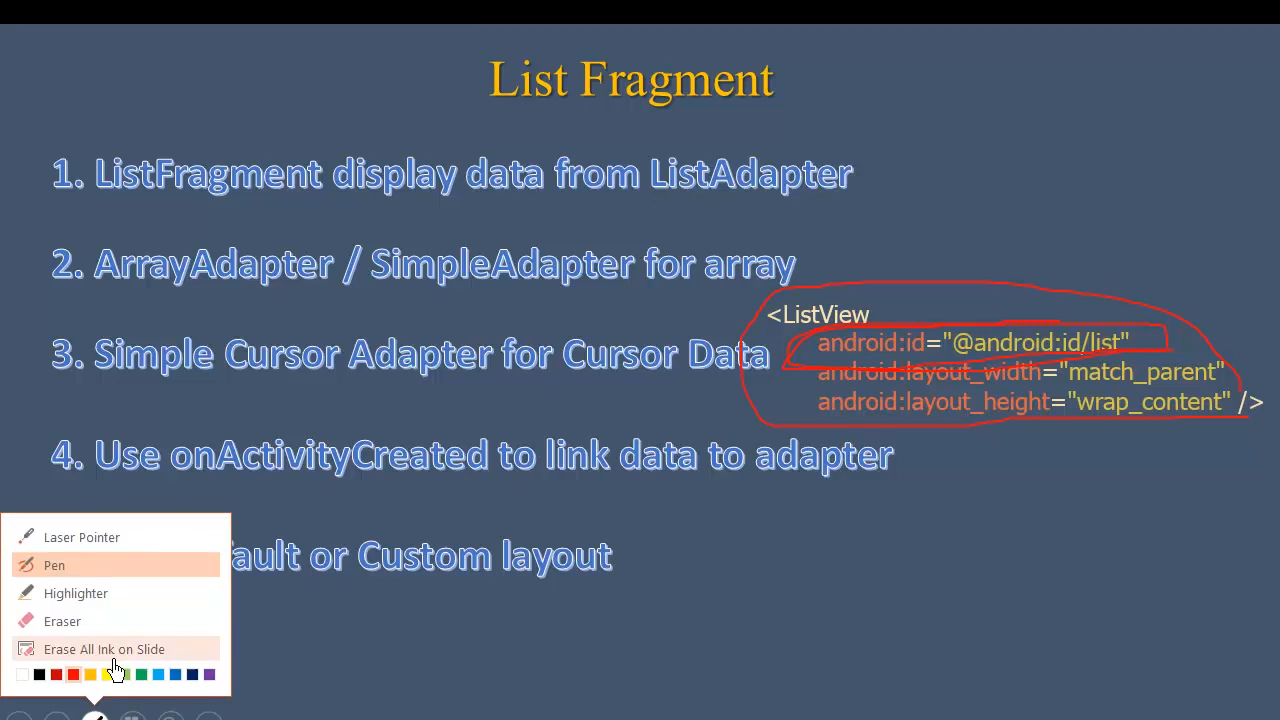 List Fragment
1. ListFragment display data from ListAdapter
2. ArrayAdapter / SimpleAdapter for array
<ListView
android:id="@android:id/list"
3. Simple Cursor Adapter for Cursor Data
android:layout_width="match_parent"
android:layout_height="wrap_content" />
4. Use onActivityCreated to link data to adapter
fault or Custom layout
Laser Pointer
Pen
Highlighter
Eraser
Erase All Ink on Slide